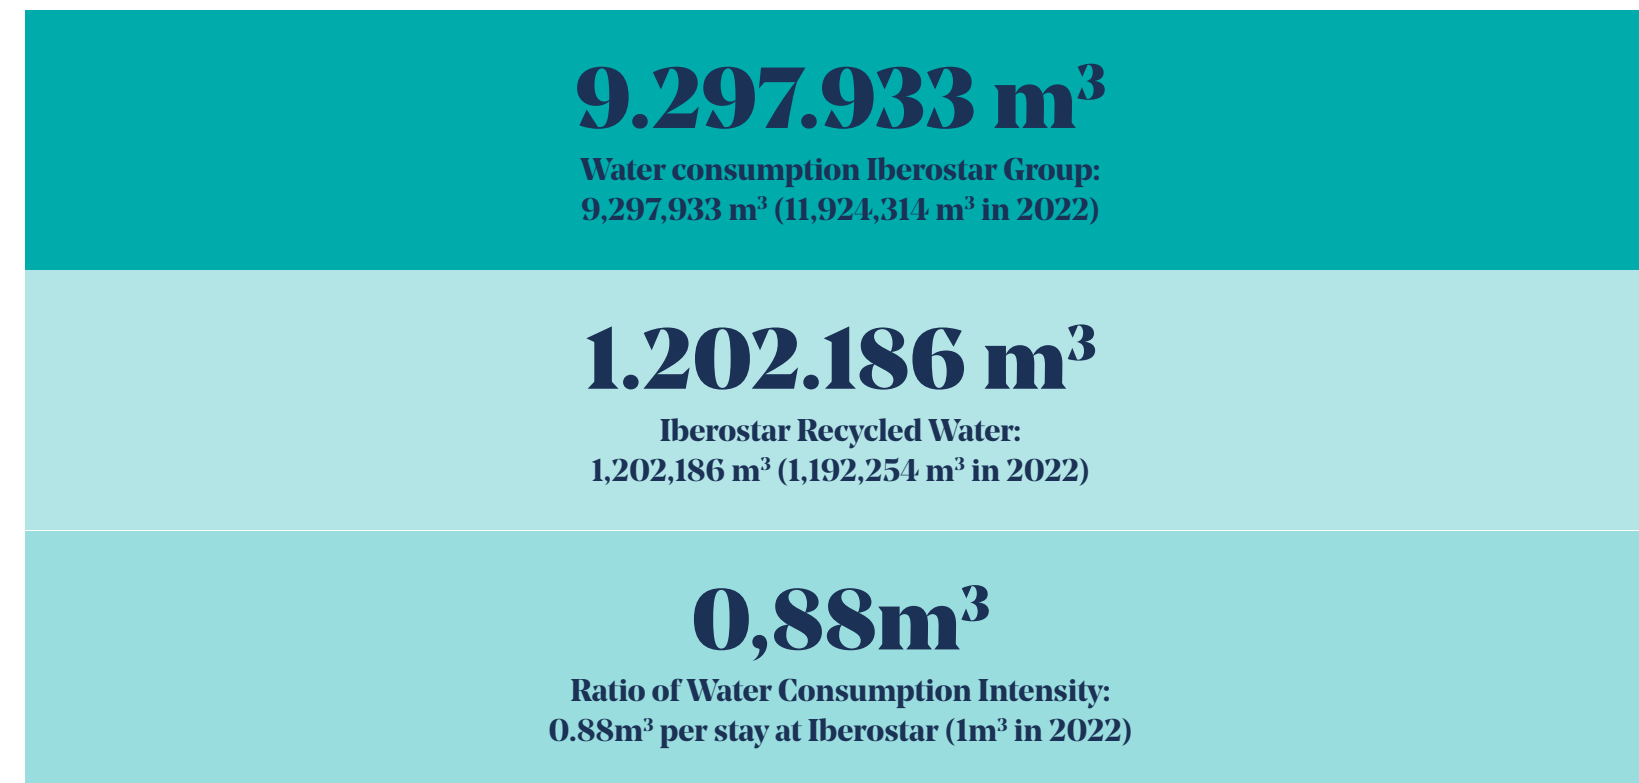 9.297.933 m³
Water consumption Iberostar Group:
9,297,933 m³ (11,924,314 m³ in 2022)
1.202.186 m³
Iberostar Recycled Water:
1,202,186 m³ (1,192,254 m³ in 2022)
0,88m³
Ratio of Water Consumption Intensity:
0.88m³ per stay at Iberostar (1m³ in 2022)